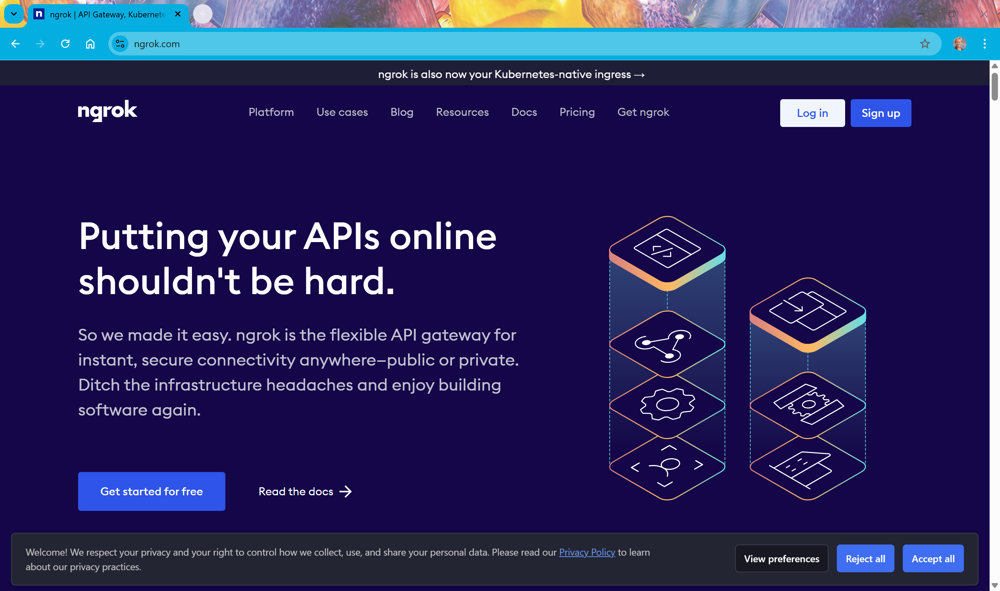 ngrok | API Gateway, Kubernete
ngrok.com
ngrok is also now your Kubernetes-native ingress →
ngrok
Platform
Use cases
Blog
Resources
Docs
Pricing
Get ngrok
Log in
Sign up
Putting your APIs online
shouldn't be hard.
So we made it easy. ngrok is the flexible API gateway for
instant, secure connectivity anywhere—public or private.
Ditch the infrastructure headaches and enjoy building
software again.
Get started for free
Read the docs →
Welcome! We respect your privacy and your right to control how we collect, use, and share your personal data. Please read our Privacy Policy to learn
about our privacy practices.
View preferences
Reject all
Accept all